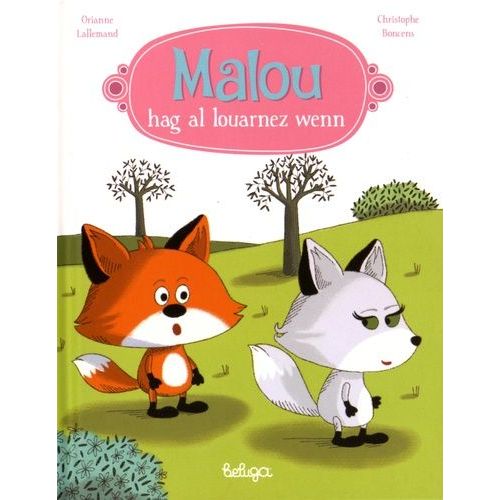 Orianne
Lallemand
Christophe
Boncens
Malou
hag al louarnez wenn
beluga